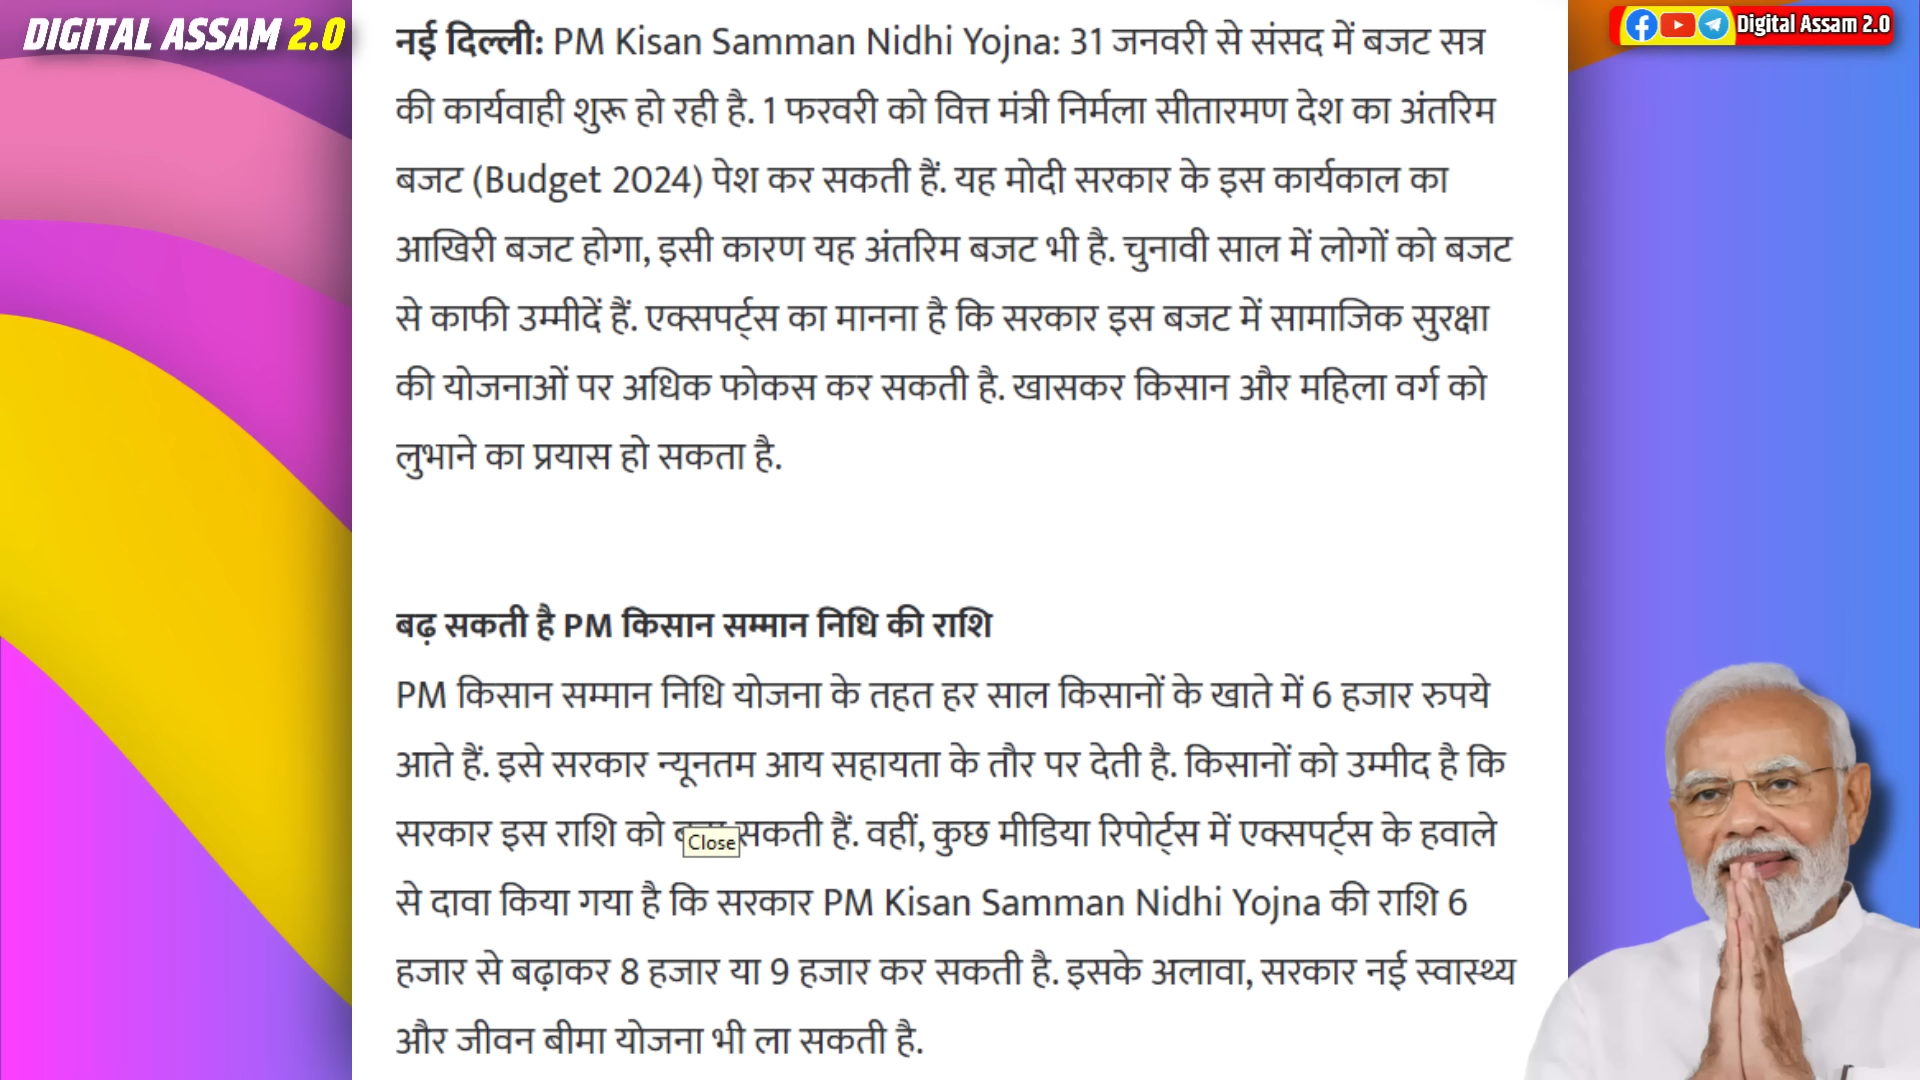 DIGITAL ASSAM 2.0
Digital Assam 2.0
नई दिल्ली: PM Kisan Samman Nidhi Yojna: 31 जनवरी से संसद में बजट सत्र
की कार्यवाही शुरू हो रही है. 1 फरवरी को वित्त मंत्री निर्मला सीतारमण देश का अंतरिम
बजट (Budget 2024) पेश कर सकती हैं. यह मोदी सरकार के इस कार्यकाल का
आखिरी बजट होगा, इसी कारण यह अंतरिम बजट भी है. चुनावी साल में लोगों को बजट
से काफी उम्मीदें हैं. एक्सपर्ट्स का मानना है कि सरकार इस बजट में सामाजिक सुरक्षा
की योजनाओं पर अधिक फोकस कर सकती है. खासकर किसान और महिला वर्ग को
लुभाने का प्रयास हो सकता है.
बढ़ सकती है PM किसान सम्मान निधि की राशि
PM किसान सम्मान निधि योजना के तहत हर साल किसानों के खाते में 6 हजार रुपये
आते हैं. इसे सरकार न्यूनतम आय सहायता के तौर पर देती है. किसानों को उम्मीद है कि
सरकार इस राशि को सकती हैं. वहीं, कुछ मीडिया रिपोर्ट्स में एक्सपर्ट्स के हवाले
Close
से दावा किया गया है कि सरकार PM Kisan Samman Nidhi Yojna की राशि 6
हजार से बढ़ाकर 8 हजार या 9 हजार कर सकती है. इसके अलावा, सरकार नई स्वास्थ्य
और जीवन बीमा योजना भी ला सकती है.